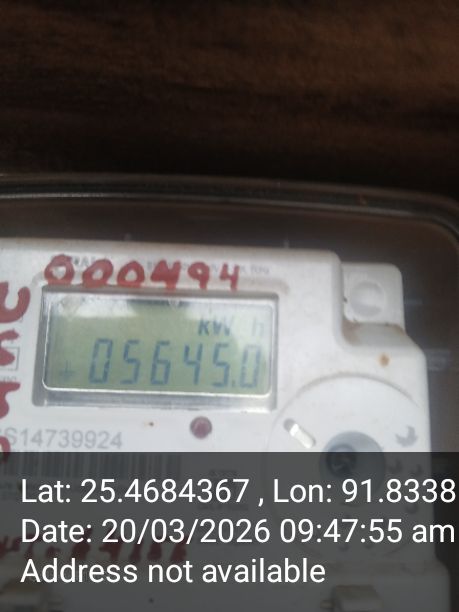 000494
kW h
+ 05645.0
S14739924
Lat: 25.4684367 , Lon: 91.8338
Date: 20/03/2026 09:47:55 am
Address not available